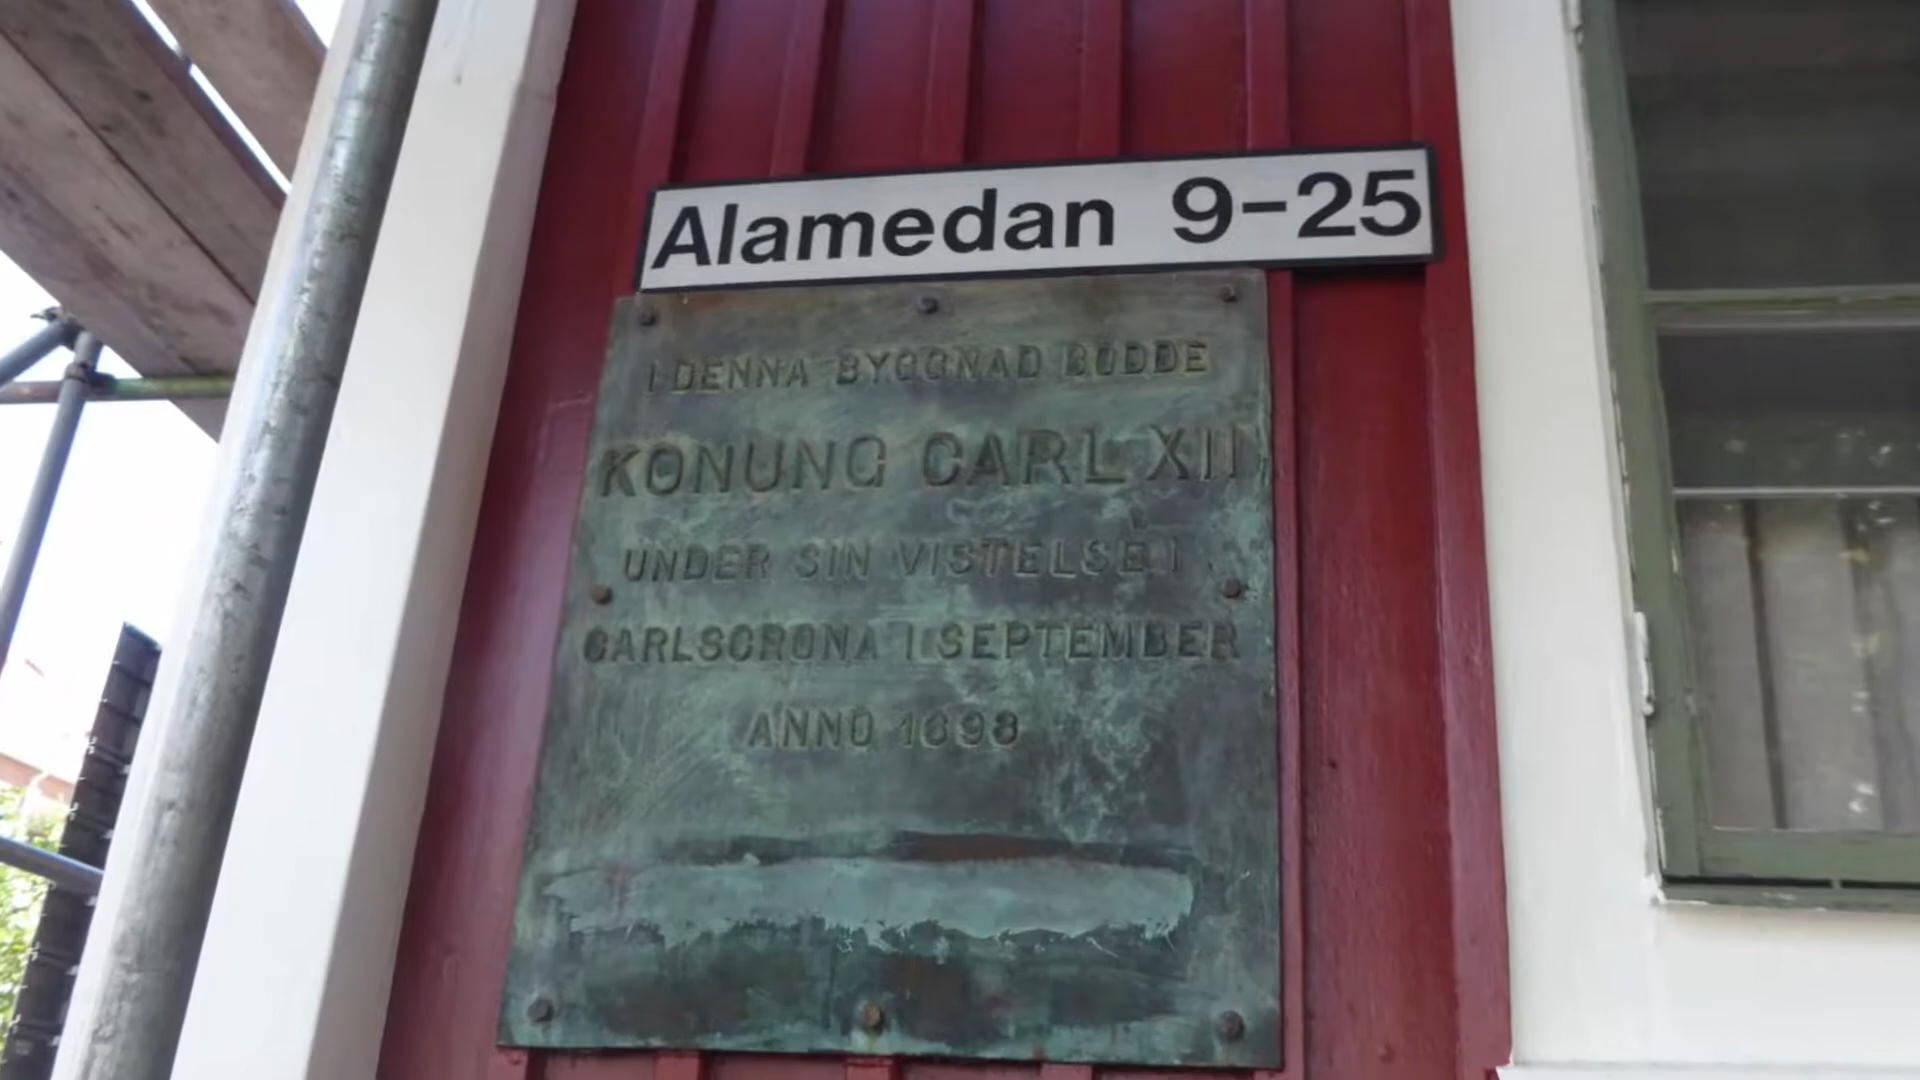 Alamedan 9-25
I DENNA BYGGNAD BODDE
KONUNG CARL XII
UNDER SIN VISTELSE I
CARLSCRONA I SEPTEMBER
ANNO 1698